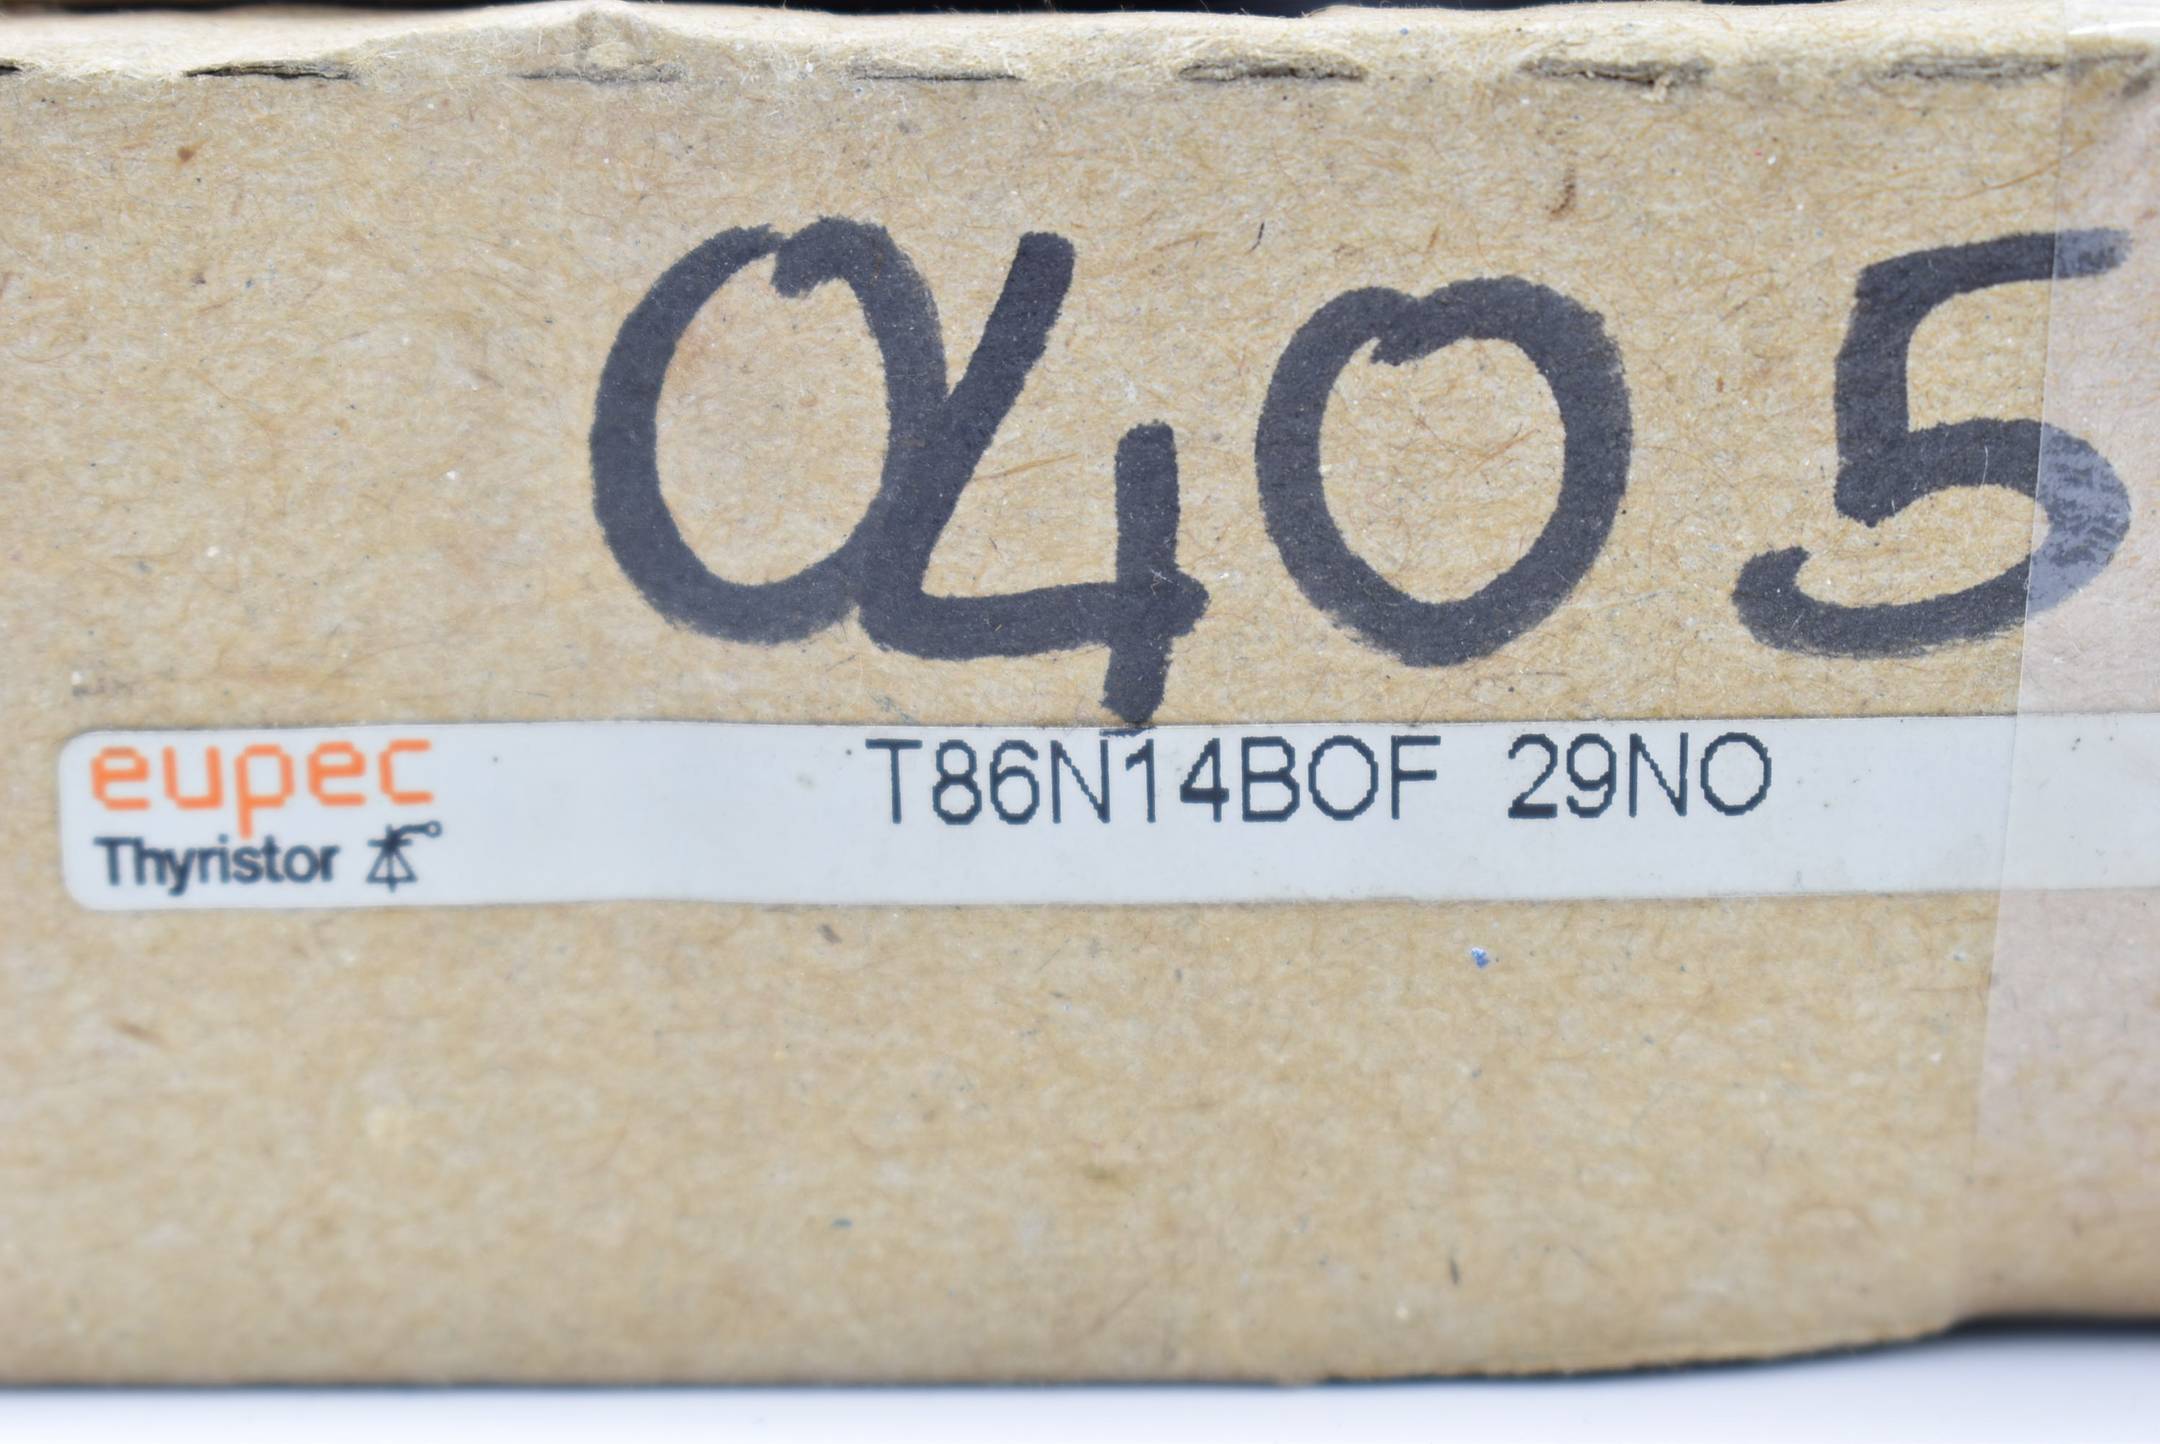 0405
eupec
Thyristor
T86N14BOF 29NO